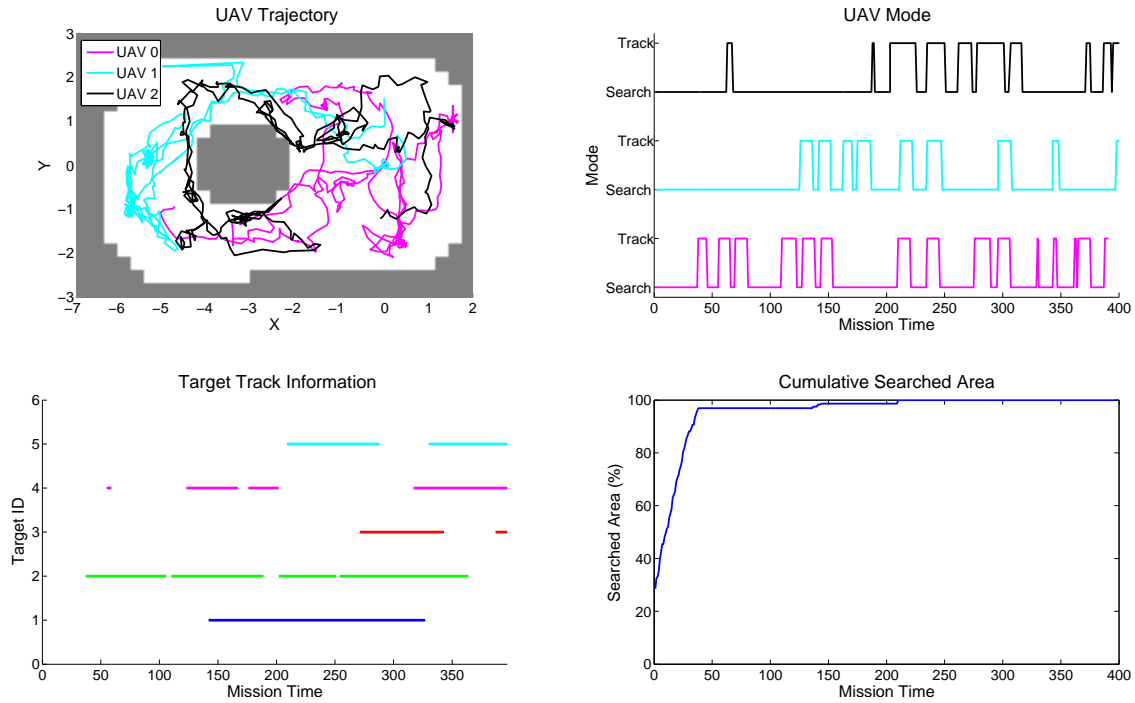 UAV Trajectory
3
2
1
0
−1
−2
−3
Y
−7 −6 −5 −4 −3 −2 −1 0 1 2
X
UAV 0
UAV 1
UAV 2
UAV Mode
Track
Search
Track
Search
Track
Search
Mode
0 50 100 150 200 250 300 350 400
Mission Time
Target Track Information
6
5
4
3
2
1
0
Target ID
0 50 100 150 200 250 300 350
Mission Time
Cumulative Searched Area
100
80
60
40
20
0
Searched Area (%)
0 50 100 150 200 250 300 350 400
Mission Time